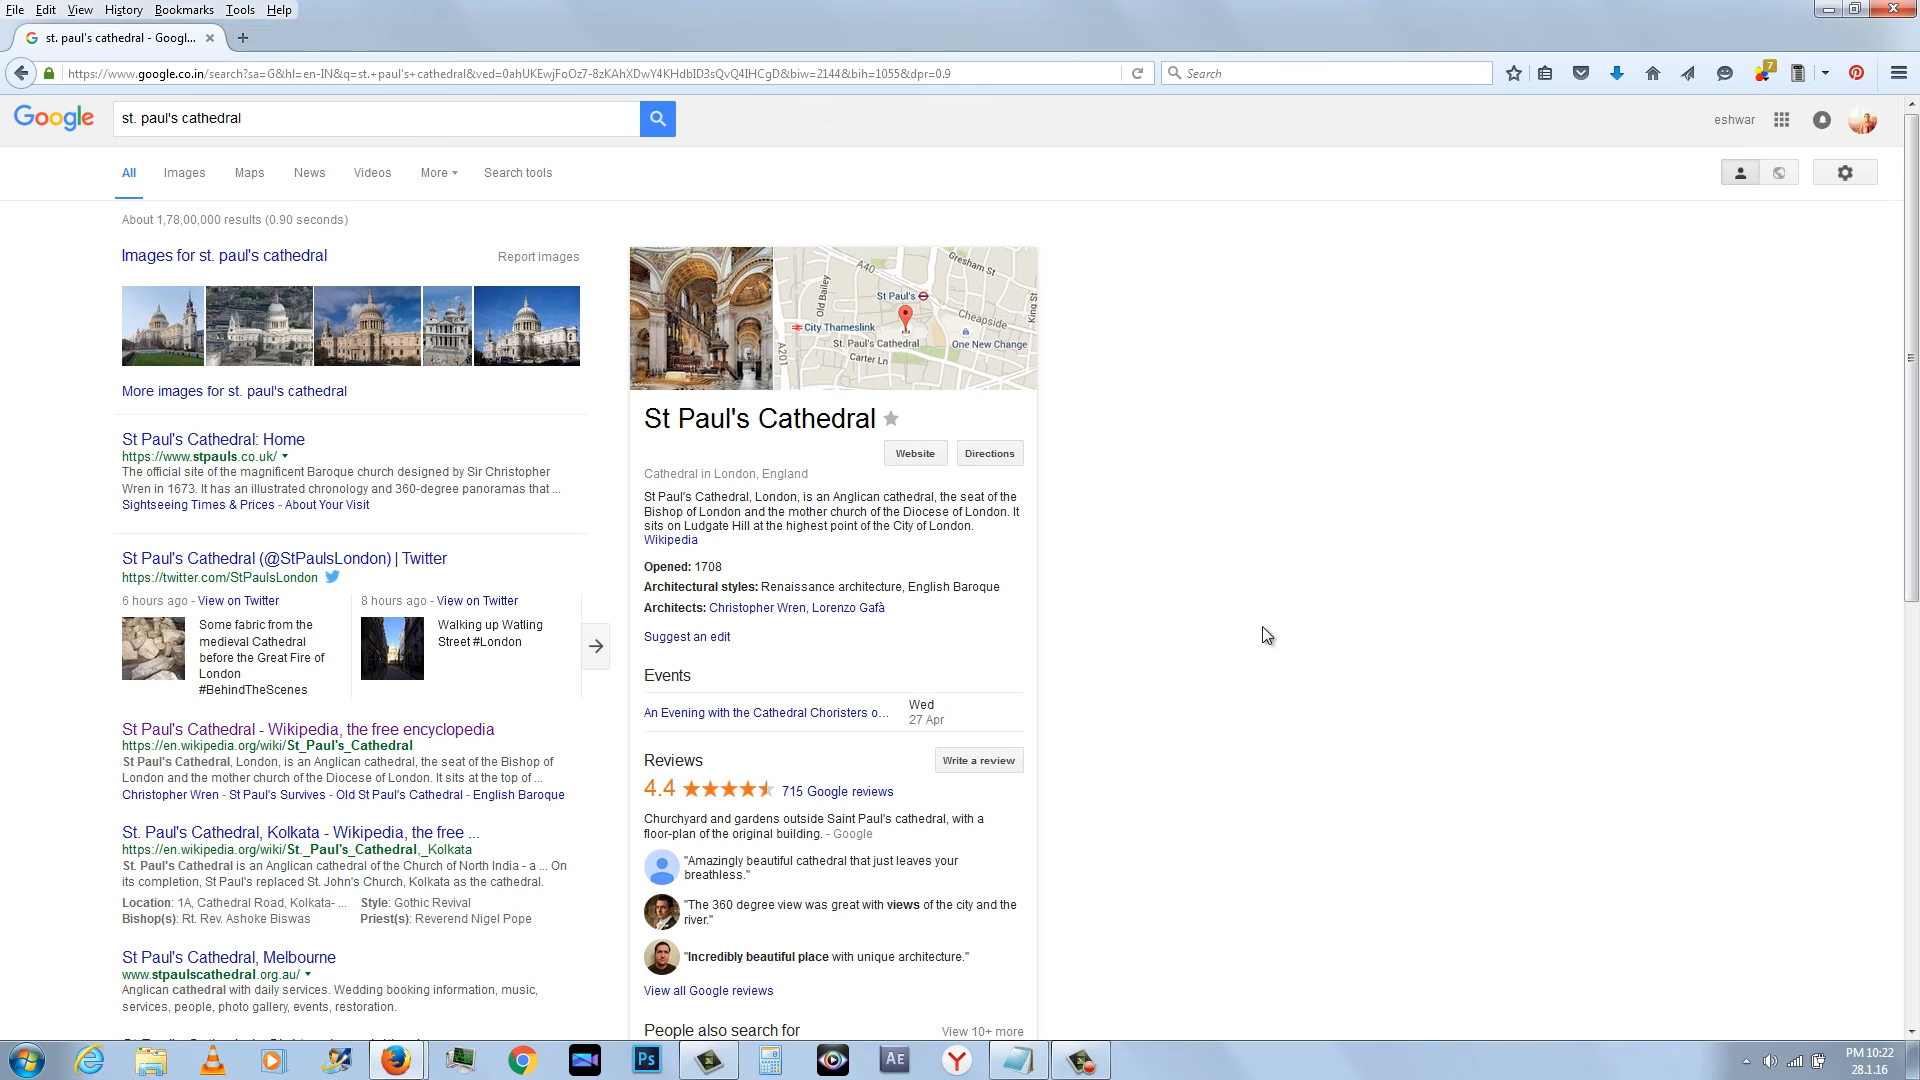 File Edit View History Bookmarks Tools Help
st. paul's cathedral - Googl...
https://www.google.co.in/search?sa=G&hl=en-IN&q=st.+paul's+cathedral&ved=0ahUKEwjFoOz7-8zKAhXDwY4KHdbID3sQvQ4IHCgD&biw=2144&bih=1055&dpr=0.9
Search
7
Google
st. paul's cathedral
eshwar
All Images Maps News Videos More Search tools
About 1,78,00,000 results (0.90 seconds)
Images for st. paul's cathedral
Report images
More images for st. paul's cathedral
St Paul's Cathedral: Home
https://www.stpauls.co.uk/
The official site of the magnificent Baroque church designed by Sir Christopher
Wren in 1673. It has an illustrated chronology and 360-degree panoramas that ...
Sightseeing Times & Prices - About Your Visit
St Paul's Cathedral (@StPaulsLondon) | Twitter
https://twitter.com/StPaulsLondon
6 hours ago - View on Twitter
Some fabric from the
medieval Cathedral
before the Great Fire of
London
#BehindTheScenes
8 hours ago - View on Twitter
Walking up Watling
Street #London
St Paul's Cathedral - Wikipedia, the free encyclopedia
https://en.wikipedia.org/wiki/St_Paul's_Cathedral
St Paul's Cathedral, London, is an Anglican cathedral, the seat of the Bishop of
London and the mother church of the Diocese of London. It sits at the top of ...
Christopher Wren - St Paul's Survives - Old St Paul's Cathedral - English Baroque
St. Paul's Cathedral, Kolkata - Wikipedia, the free ...
https://en.wikipedia.org/wiki/St._Paul's_Cathedral,_Kolkata
St. Paul's Cathedral is an Anglican cathedral of the Church of North India - a ... On
its completion, St Paul's replaced St. John's Church, Kolkata as the cathedral.
Location: 1A, Cathedral Road, Kolkata- ... Style: Gothic Revival
Bishop(s): Rt. Rev. Ashoke Biswas Priest(s): Reverend Nigel Pope
St Paul's Cathedral, Melbourne
www.stpaulscathedral.org.au/
Anglican cathedral with daily services. Wedding booking information, music,
services, people, photo gallery, events, restoration.
A40
Gresham St
Old Bailey
St Paul's
King St
City Thameslink
Cheapside
St. Paul's Cathedral
One New Change
A201
Carter Ln
St Paul's Cathedral
Website Directions
Cathedral in London, England
St Paul's Cathedral, London, is an Anglican cathedral, the seat of the
Bishop of London and the mother church of the Diocese of London. It
sits on Ludgate Hill at the highest point of the City of London.
Wikipedia
Opened: 1708
Architectural styles: Renaissance architecture, English Baroque
Architects: Christopher Wren, Lorenzo Gafà
Suggest an edit
Events
An Evening with the Cathedral Choristers o...
Wed
27 Apr
Reviews
Write a review
4.4 715 Google reviews
Churchyard and gardens outside Saint Paul's cathedral, with a
floor-plan of the original building. - Google
"Amazingly beautiful cathedral that just leaves your
breathless."
"The 360 degree view was great with views of the city and the
river."
"Incredibly beautiful place with unique architecture."
View all Google reviews
People also search for
View 10+ more
Ps
AE
Y
PM 10:22
28.1.16